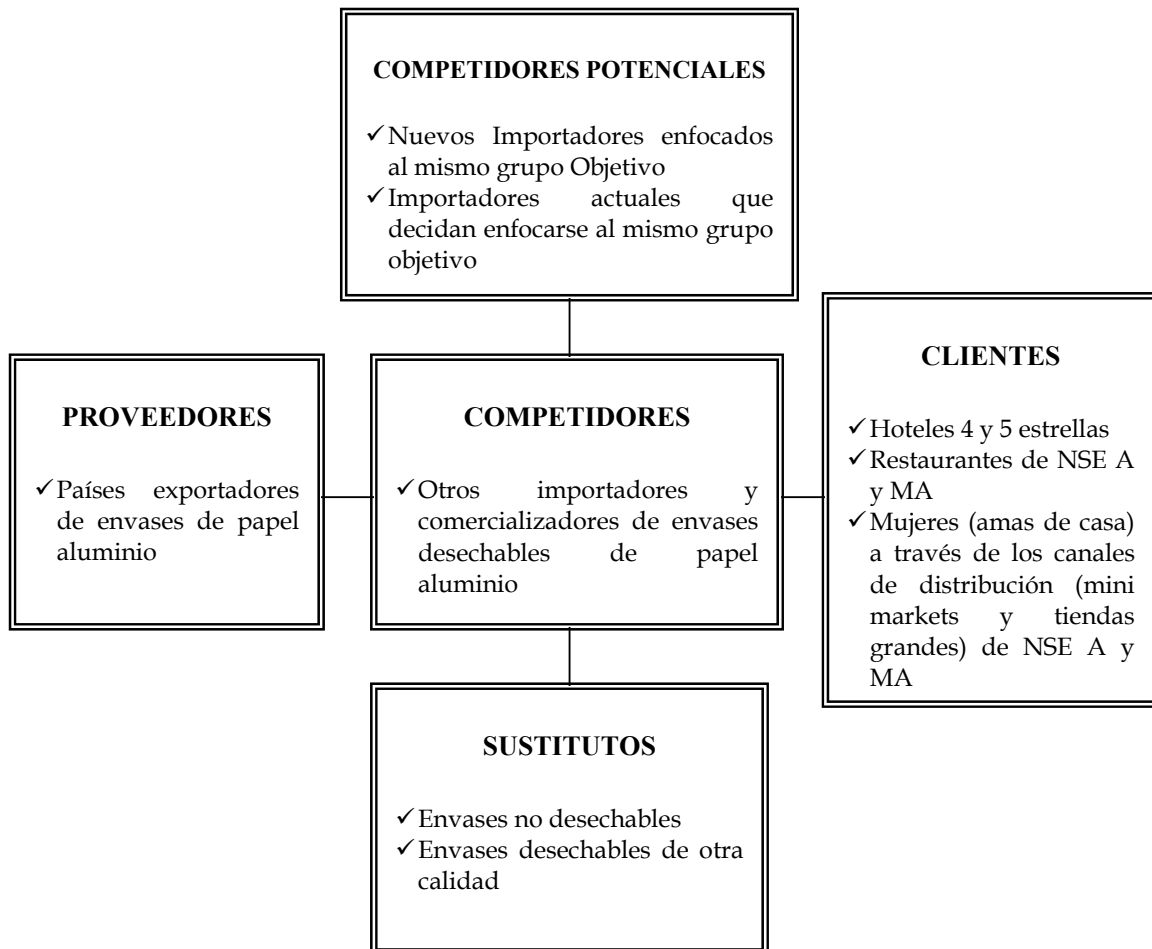 COMPETIDORES POTENCIALES
✓ Nuevos Importadores enfocados
al mismo grupo Objetivo
✓ Importadores actuales que
decidan enfocarse al mismo grupo
objetivo
PROVEEDORES
✓ Países exportadores
de envases de papel
aluminio
COMPETIDORES
✓ Otros importadores y
comercializadores de envases
desechables de papel
aluminio
CLIENTES
✓ Hoteles 4 y 5 estrellas
✓ Restaurantes de NSE A
y MA
✓ Mujeres (amas de casa)
a través de los canales
de distribución (mini
markets y tiendas
grandes) de NSE A y
MA
SUSTITUTOS
✓ Envases no desechables
✓ Envases desechables de otra
calidad